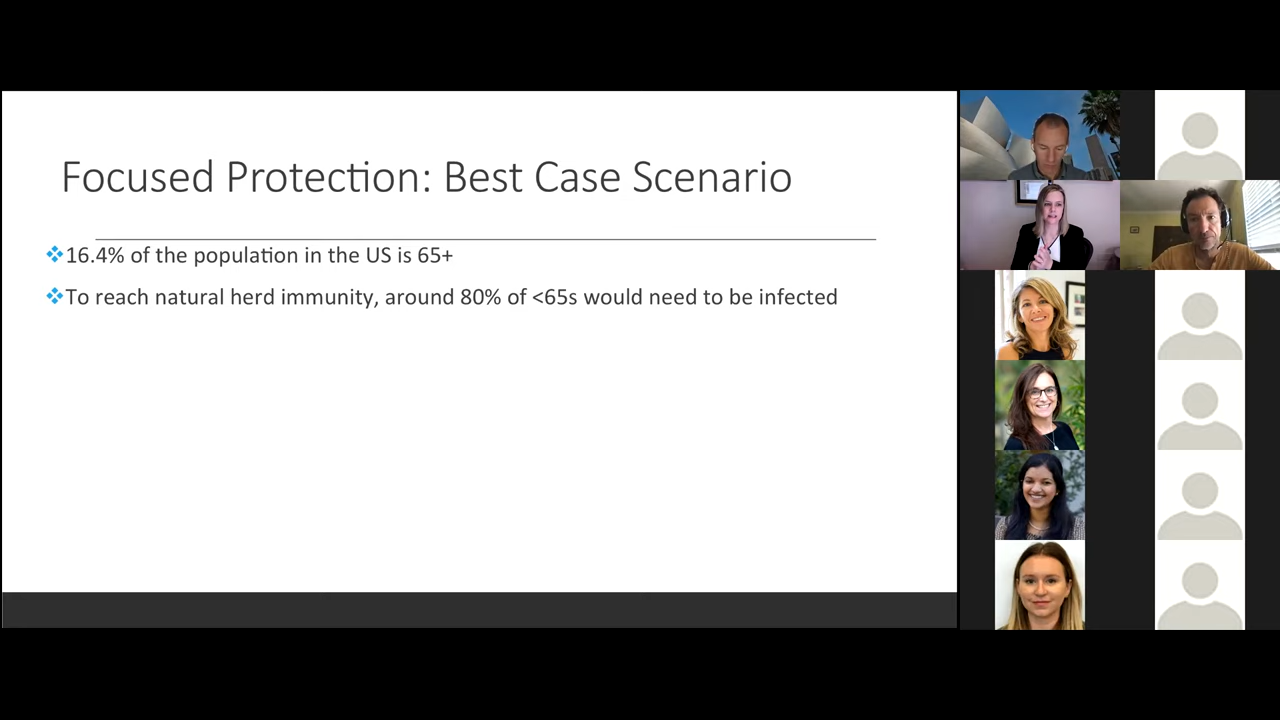 Focused Protection: Best Case Scenario
16.4% of the population in the US is 65+
To reach natural herd immunity, around 80% of <65s would need to be infected